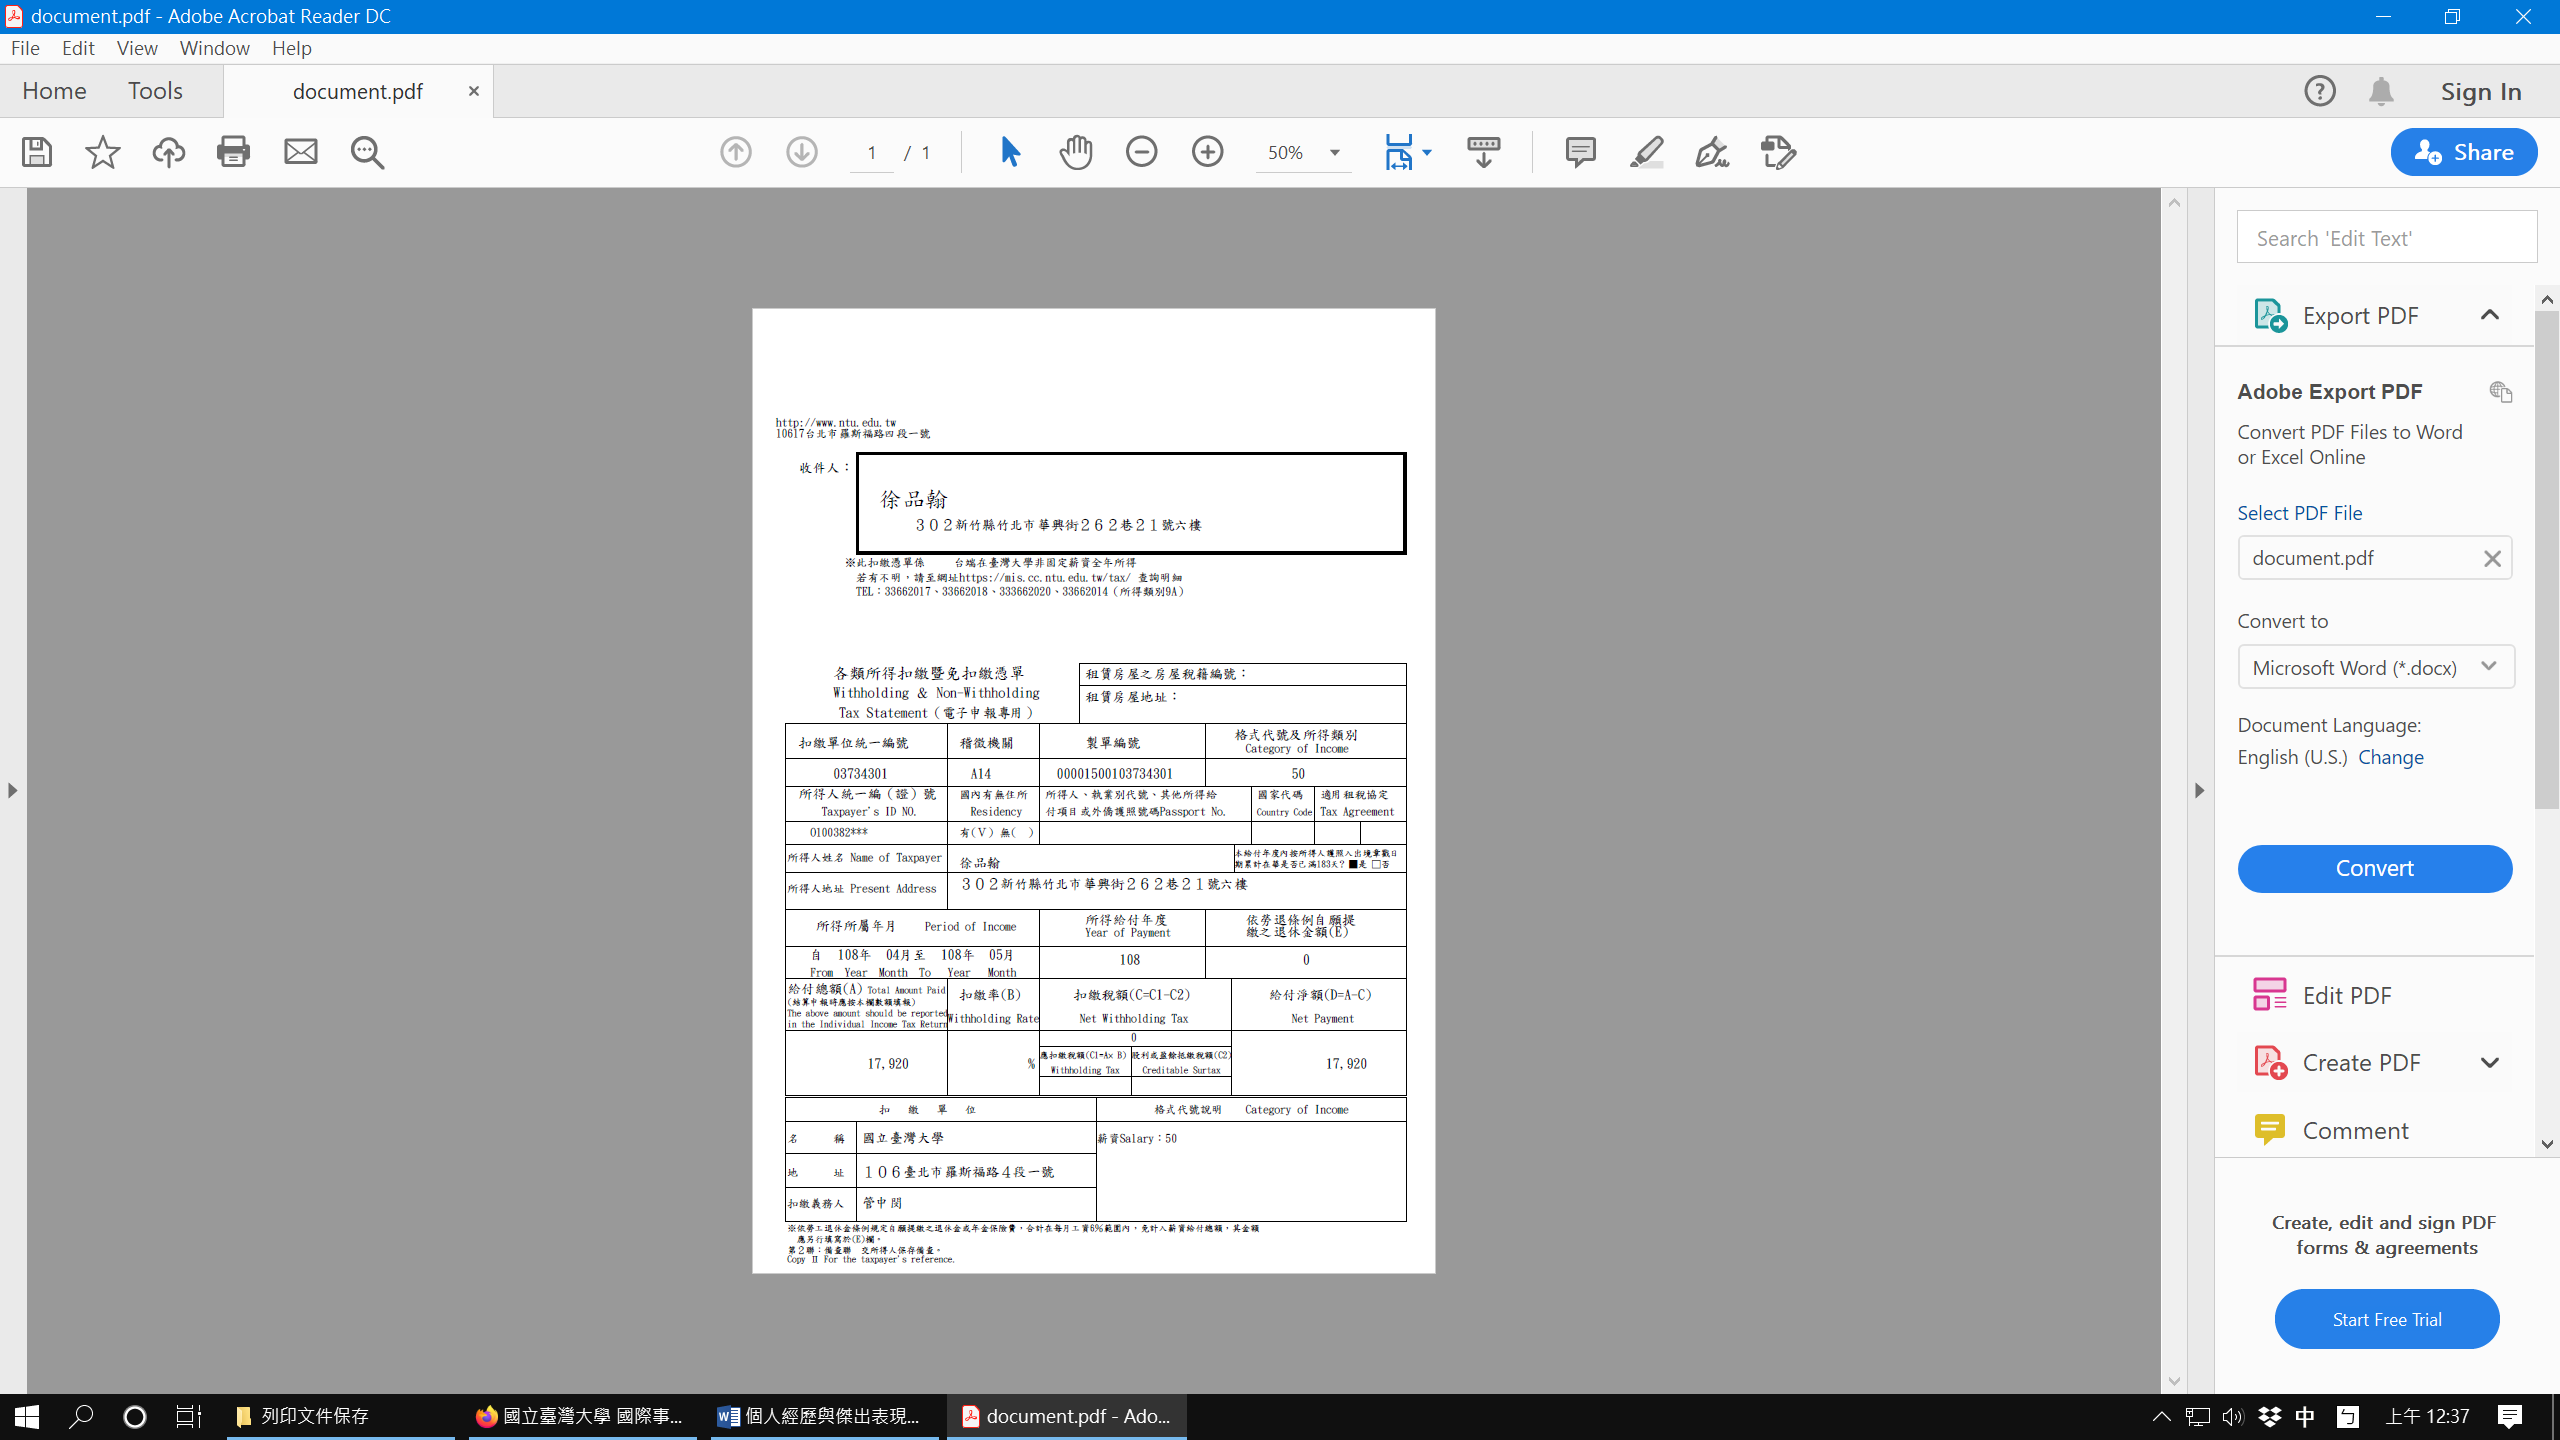 document.pdf - Adobe Acrobat Reader DC
File Edit View Window Help
Home Tools document.pdf × Sign In
1 / 1 50% Share
Search 'Edit Text'
Export PDF
Adobe Export PDF
Convert PDF Files to Word
or Excel Online
Select PDF File
document.pdf
Convert to
Microsoft Word (*.docx)
Document Language:
English (U.S.) Change
Convert
Edit PDF
Create PDF
Comment
Create, edit and sign PDF
forms & agreements
Start Free Trial
http://www.ntu.edu.tw
10617台北市羅斯福路四段一號
收件人：
徐品翰
302新竹縣竹北市華興街262巷21號六樓
※此扣繳憑單係 台端在臺灣大學非固定薪資全年所得
若有不明，請至網址https://mis.cc.ntu.edu.tw/tax/ 查詢明細
TEL：33662017、33662018、333662020、33662014（所得類別9A）
各類所得扣繳暨免扣繳憑單
Withholding & Non-Withholding
Tax Statement（電子申報專用）
租賃房屋之房屋稅籍編號：
租賃房屋地址：
扣繳單位統一編號 稽徵機關 製單編號 格式代號及所得類別
Category of Income
03734301 A14 00001500103734301 50
所得人統一編（證）號 國內有無住所 所得人、執業別代號、其他所得給 國家代碼 適用租稅協定
Taxpayer's ID NO. Residency 付項目或外僑護照號碼Passport No. Country Code Tax Agreement
O100382*** 有(V) 無( )
所得人姓名 Name of Taxpayer 徐品翰 本給付年度內按所得人護照入出境章戳日
期累計在華是否已滿183天? ■是 □否
所得人地址 Present Address 302新竹縣竹北市華興街262巷21號六樓
所得所屬年月 Period of Income 所得給付年度 依勞退條例自願提
Year of Payment 繳之退休金額(E)
自 108年 04月至 108年 05月 108 0
From Year Month To Year Month
給付總額(A) Total Amount Paid 扣繳率(B) 扣繳稅額(C=C1-C2) 給付淨額(D=A-C)
(結算申報時應按本欄數額填報)
The above amount should be reported
in the Individual Income Tax Return Withholding Rate Net Withholding Tax Net Payment
0
17,920 % 應扣繳稅額(C1=A×B) 股利或盈餘抵繳稅額(C2) 17,920
Withholding Tax Creditable Surtax
扣 繳 單 位 格式代號說明 Category of Income
名 稱 國立臺灣大學 薪資Salary：50
地 址 106臺北市羅斯福路4段一號
扣繳義務人 管中閔
※依勞工退休金條例規定自願提繳之退休金或年金保險費，合計在每月工資6%範圍內，免計入薪資給付總額，其金額
應另行填寫於(E)欄。
第2聯：備查聯 交所得人保存備查。
Copy Ⅱ For the taxpayer's reference.
列印文件保存 國立臺灣大學 國際事... 個人經歷與傑出表現... document.pdf - Ado... 中 ㄅ 上午 12:37